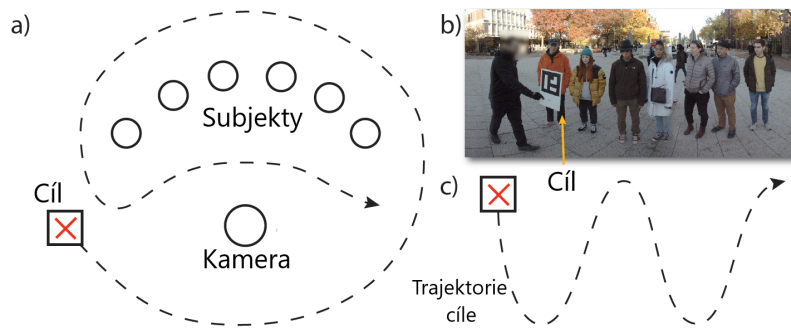 a)
Subjekty
Cíl
Kamera
b)
Cíl
c)
Trajektorie
cíle